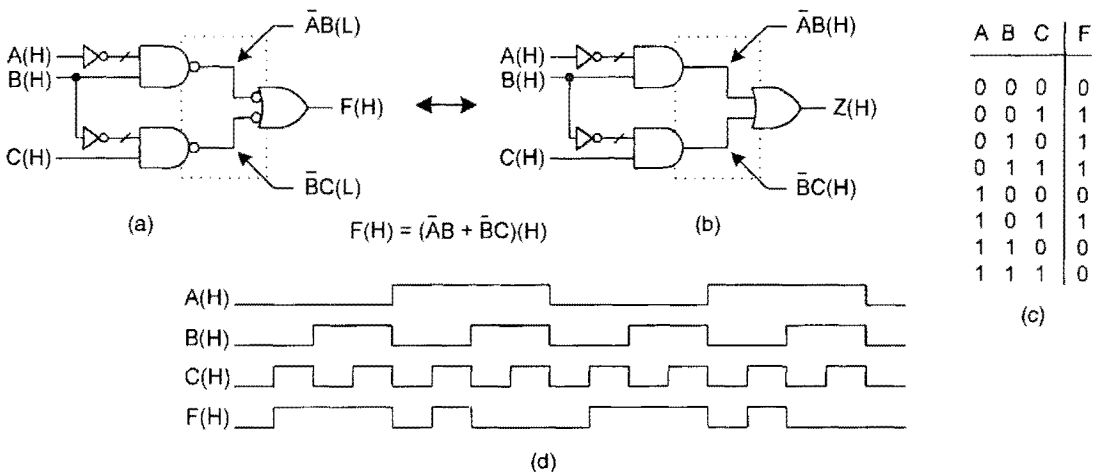 ĀB(L)
A(H)
B(H)
F(H)
C(H)
B̄C(L)
(a)
ĀB(H)
A(H)
B(H)
Z(H)
C(H)
B̄C(H)
(b)
F(H) = (ĀB + B̄C)(H)
A B C F
0 0 0 0
0 0 1 1
0 1 0 1
0 1 1 1
1 0 0 0
1 0 1 1
1 1 0 0
1 1 1 0
(c)
A(H)
B(H)
C(H)
F(H)
(d)